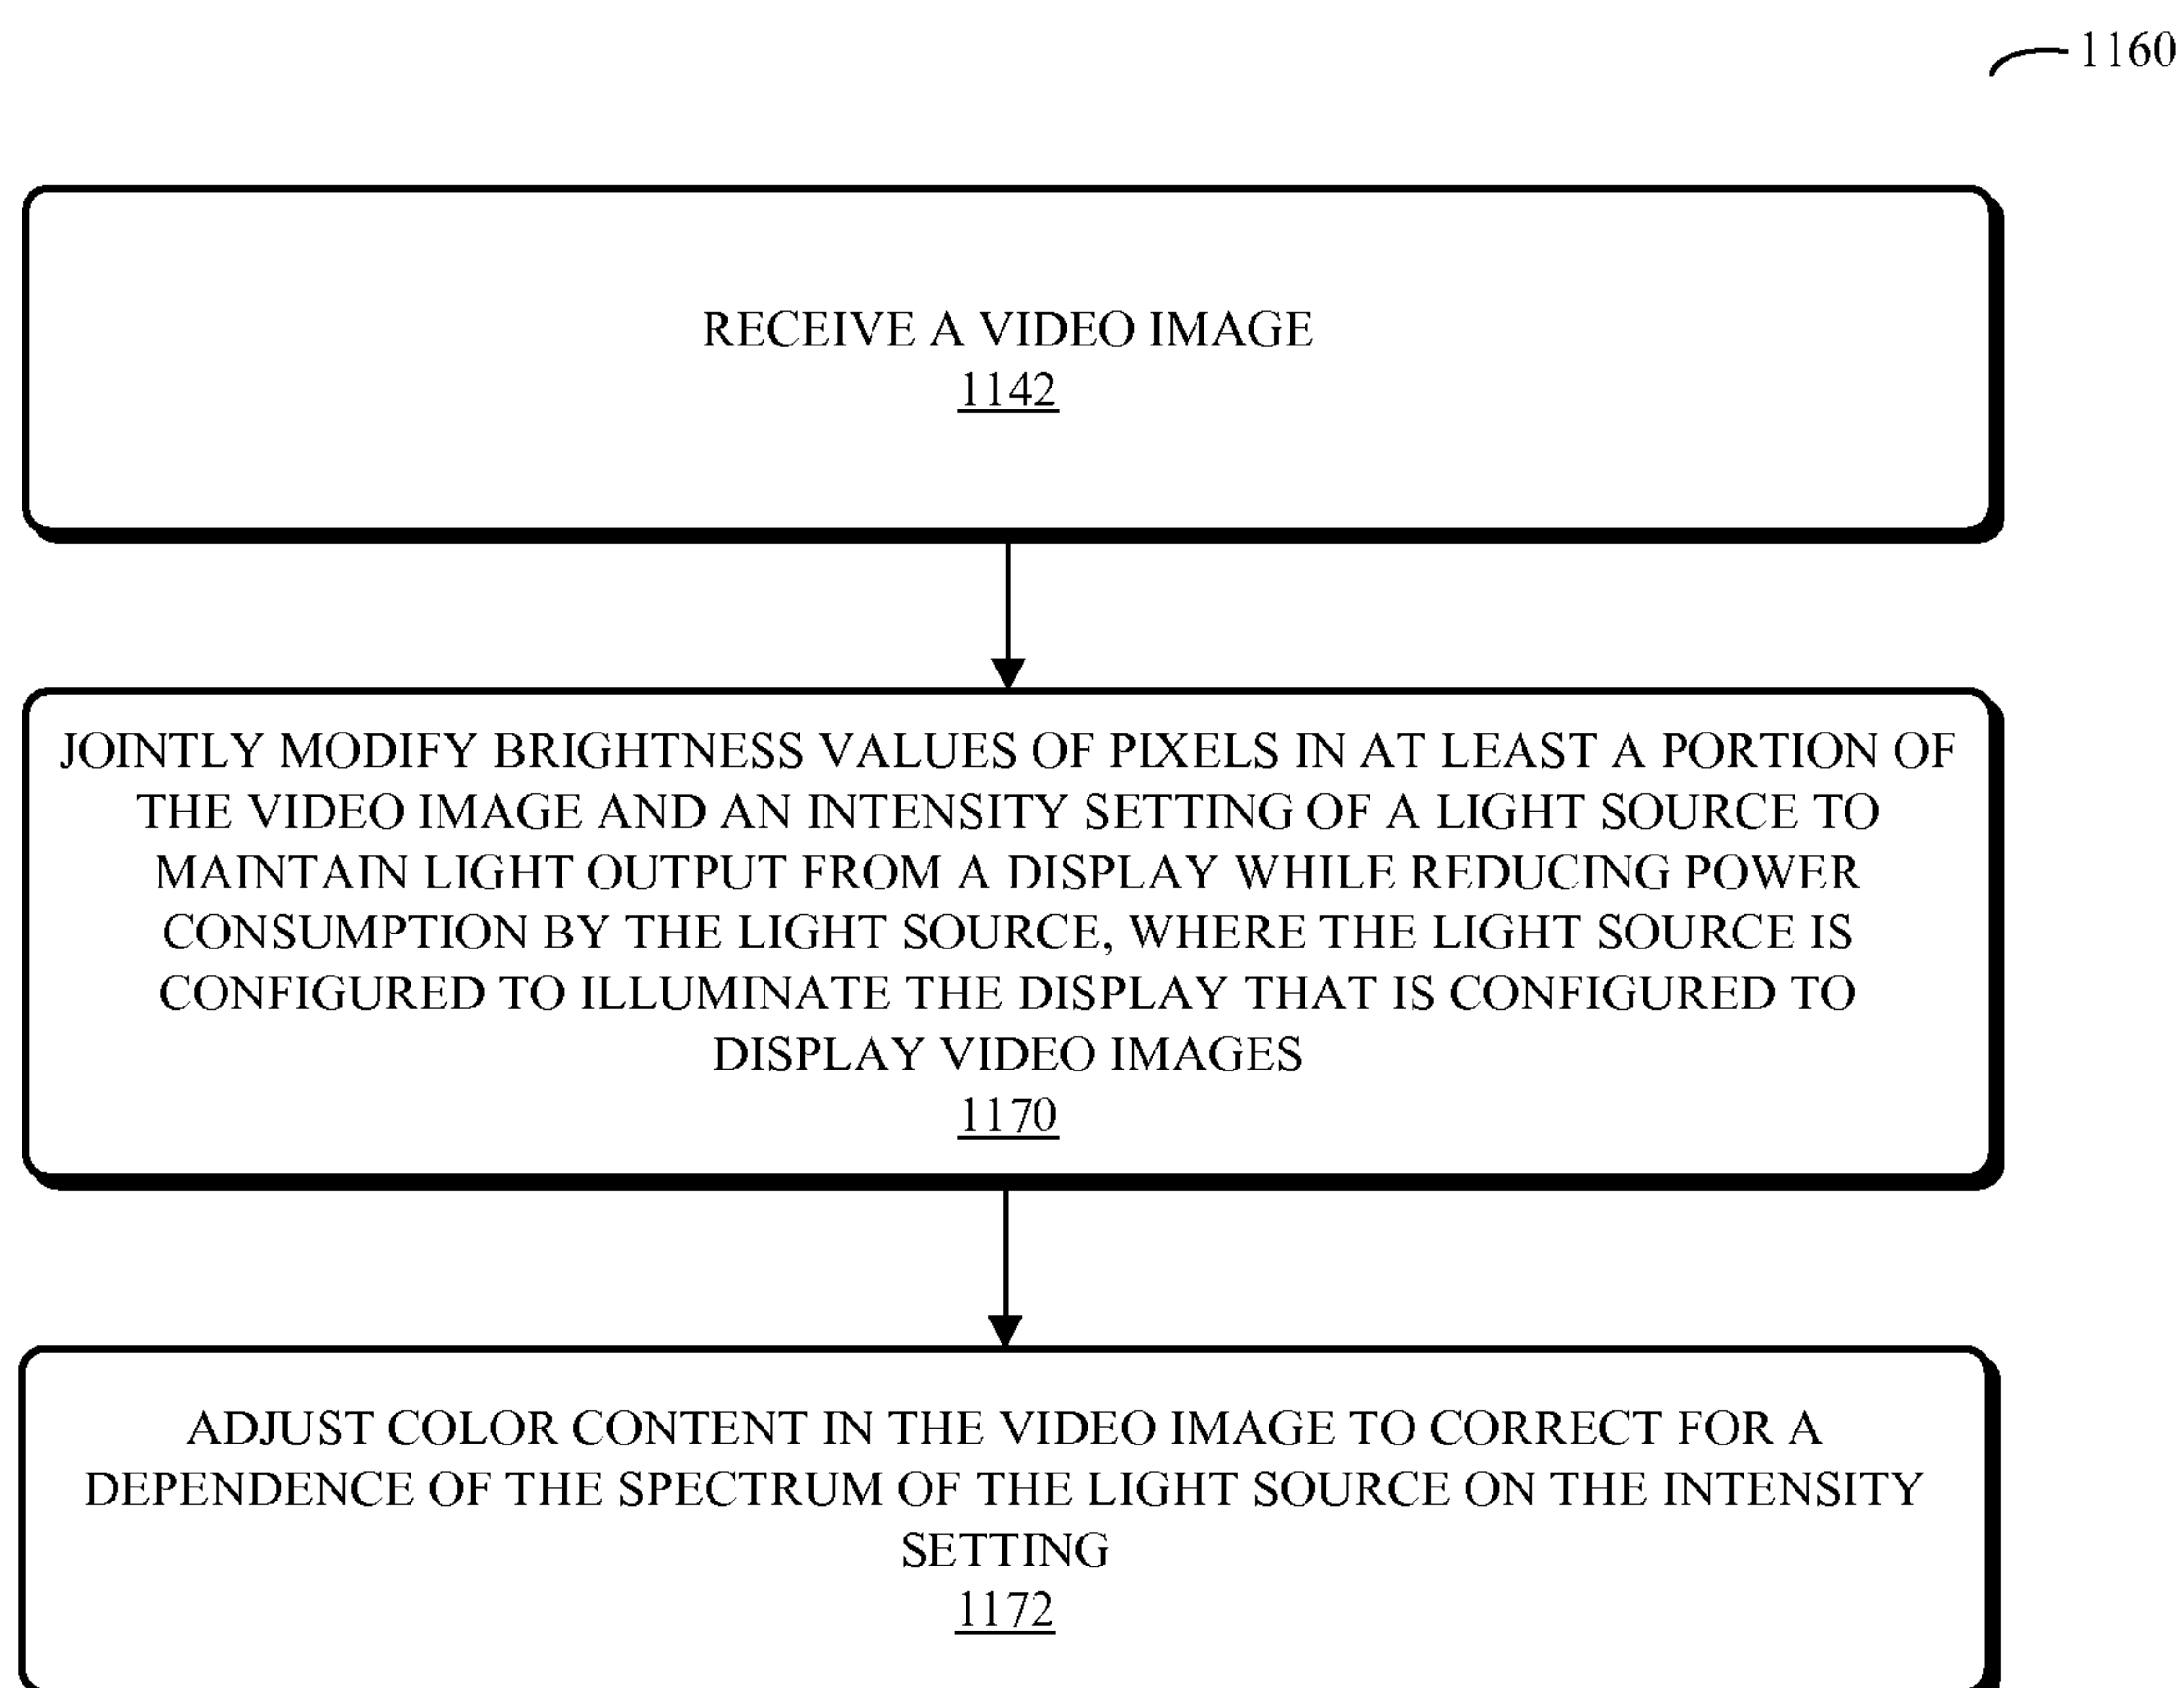 1160
RECEIVE A VIDEO IMAGE
1142
JOINTLY MODIFY BRIGHTNESS VALUES OF PIXELS IN AT LEAST A PORTION OF
THE VIDEO IMAGE AND AN INTENSITY SETTING OF A LIGHT SOURCE TO
MAINTAIN LIGHT OUTPUT FROM A DISPLAY WHILE REDUCING POWER
CONSUMPTION BY THE LIGHT SOURCE, WHERE THE LIGHT SOURCE IS
CONFIGURED TO ILLUMINATE THE DISPLAY THAT IS CONFIGURED TO
DISPLAY VIDEO IMAGES
1170
ADJUST COLOR CONTENT IN THE VIDEO IMAGE TO CORRECT FOR A
DEPENDENCE OF THE SPECTRUM OF THE LIGHT SOURCE ON THE INTENSITY
SETTING
1172